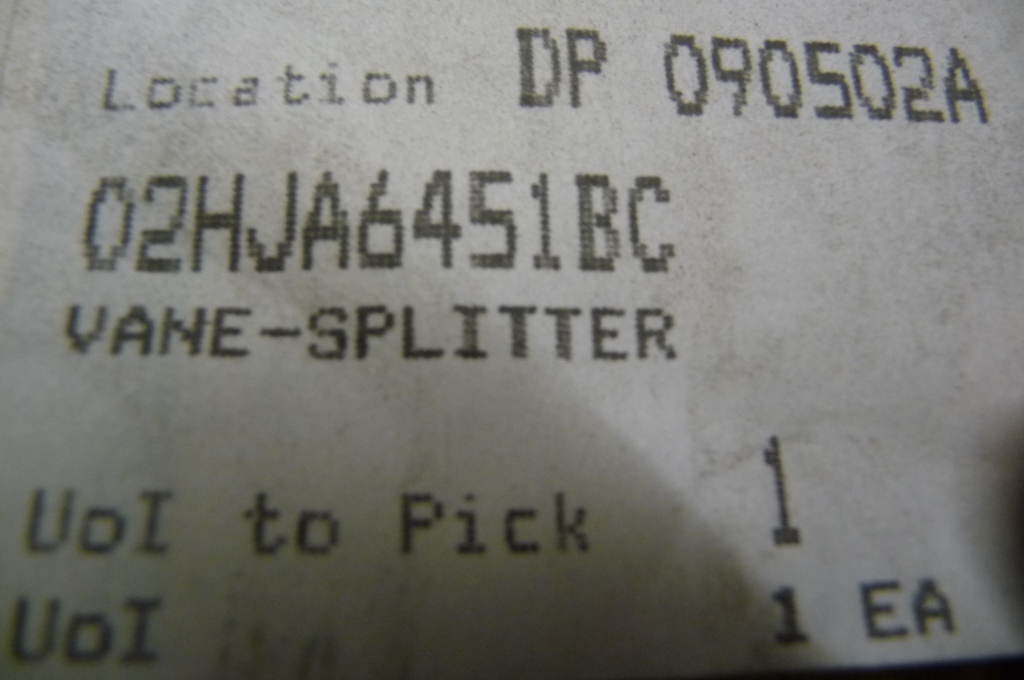 Location DP 090502A
02HJA6451BC
VANE-SPLITTER
UoI to Pick 1
UoI 1 EA